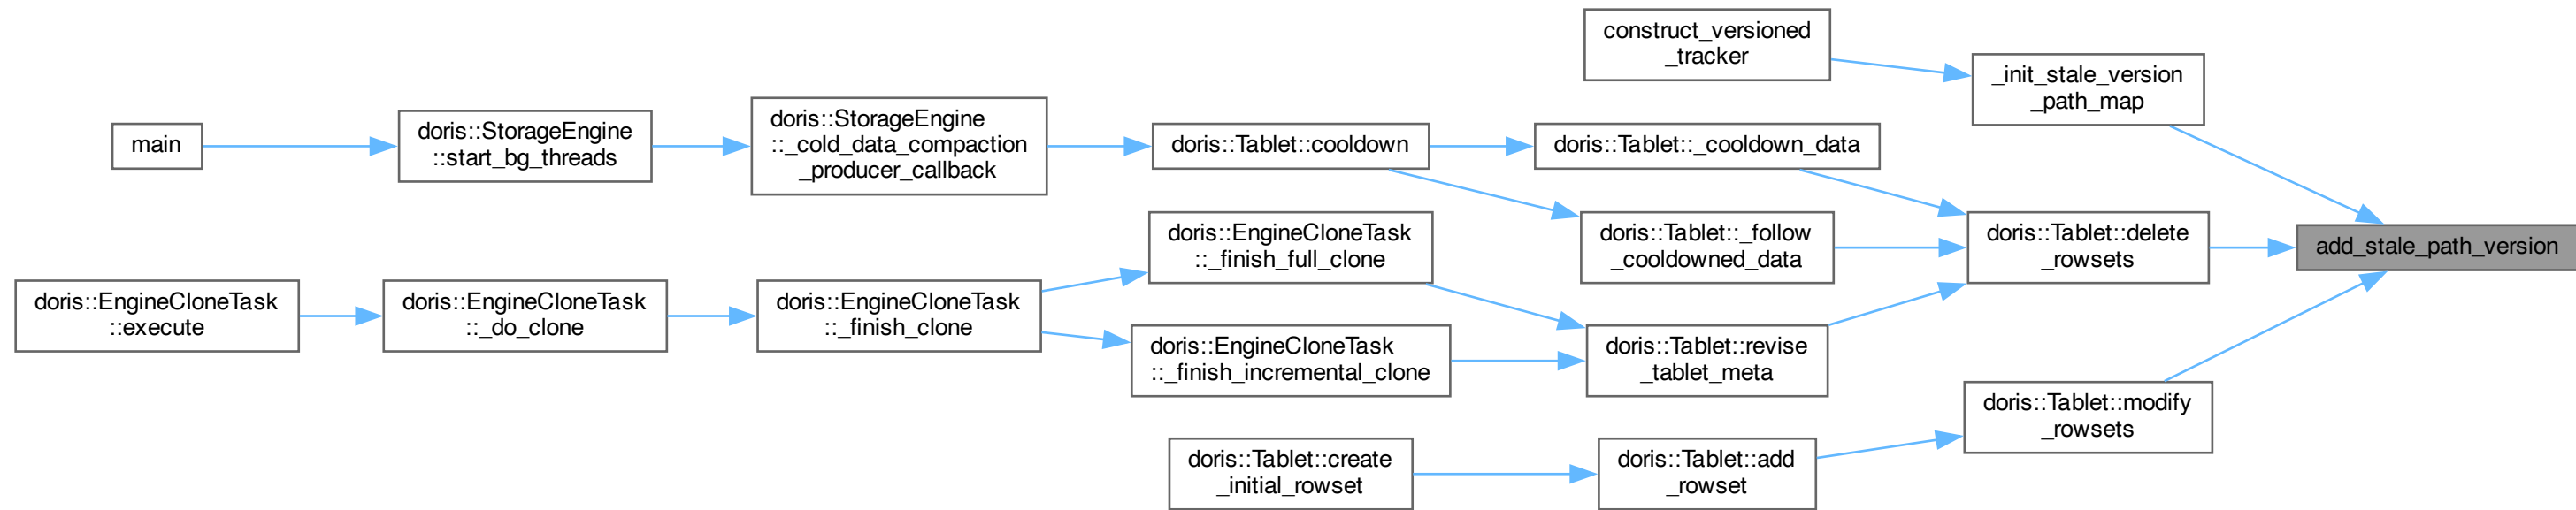 construct_versioned
_tracker
_init_stale_version
_path_map
main
doris::StorageEngine
::start_bg_threads
doris::StorageEngine
::_cold_data_compaction
_producer_callback
doris::Tablet::cooldown
doris::Tablet::_cooldown_data
doris::EngineCloneTask
::_finish_full_clone
doris::Tablet::_follow
_cooldowned_data
doris::Tablet::delete
_rowsets
add_stale_path_version
doris::EngineCloneTask
::execute
doris::EngineCloneTask
::_do_clone
doris::EngineCloneTask
::_finish_clone
doris::EngineCloneTask
::_finish_incremental_clone
doris::Tablet::revise
_tablet_meta
doris::Tablet::modify
_rowsets
doris::Tablet::create
_initial_rowset
doris::Tablet::add
_rowset